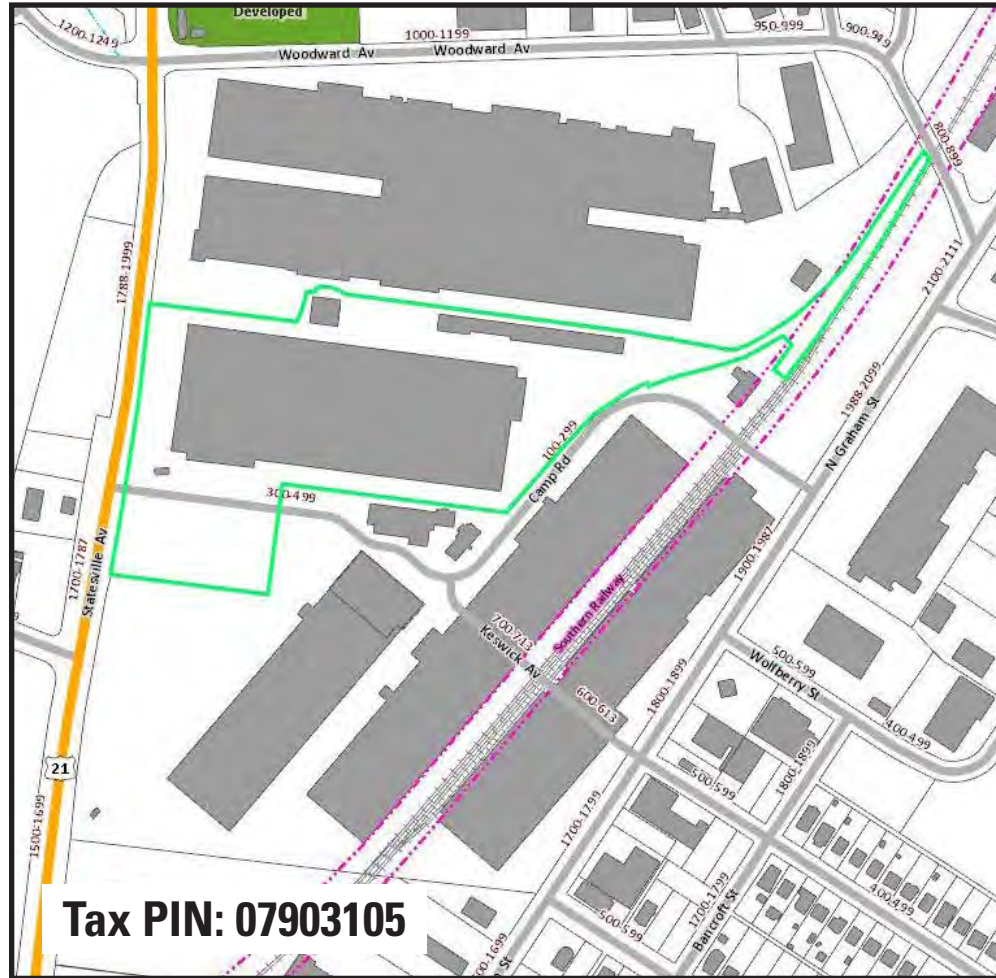 Developed
1200-1249
1000-1199
950-999
900-949
Woodward Av
Woodward Av
800-899
1788-1999
2100-2111
1988-2099
N Graham St
100-299
Camp Rd
300-499
1700-1787
Statesville Av
1900-1987
Southern Railway
700-713
Keswick Av
600-613
500-599
Wolfberry St
400-499
1800-1899
1800-1899
500-599
21
1500-1699
1700-1799
400-499
1700-1799
Bancroft St
500-599
Tax PIN: 07903105